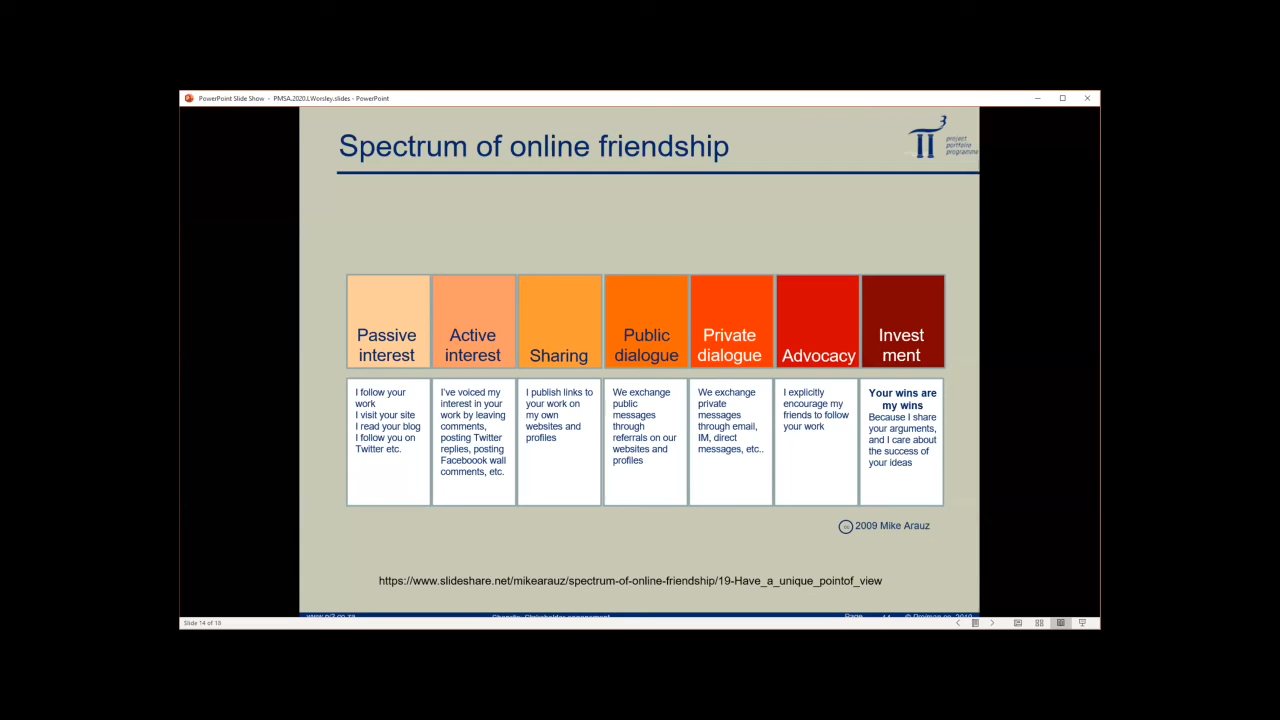 PowerPoint Slide Show - PMSA.2020.LWorsley.slides - PowerPoint
Spectrum of online friendship
3
project
portfolio
programme
Passive
interest
Active
interest
Sharing
Public
dialogue
Private
dialogue
Advocacy
Invest
ment
I follow your
work
I visit your site
I read your blog
I follow you on
Twitter etc.
I've voiced my
interest in your
work by leaving
comments,
posting Twitter
replies, posting
Faceboook wall
comments, etc.
I publish links to
your work on
my own
websites and
profiles
We exchange
public
messages
through
referrals on our
websites and
profiles
We exchange
private
messages
through email,
IM, direct
messages, etc..
I explicitly
encourage my
friends to follow
your work
Your wins are
my wins
Because I share
your arguments,
and I care about
the success of
your ideas
cc 2009 Mike Arauz
https://www.slideshare.net/mikearauz/spectrum-of-online-friendship/19-Have_a_unique_pointof_view
Slide 14 of 18